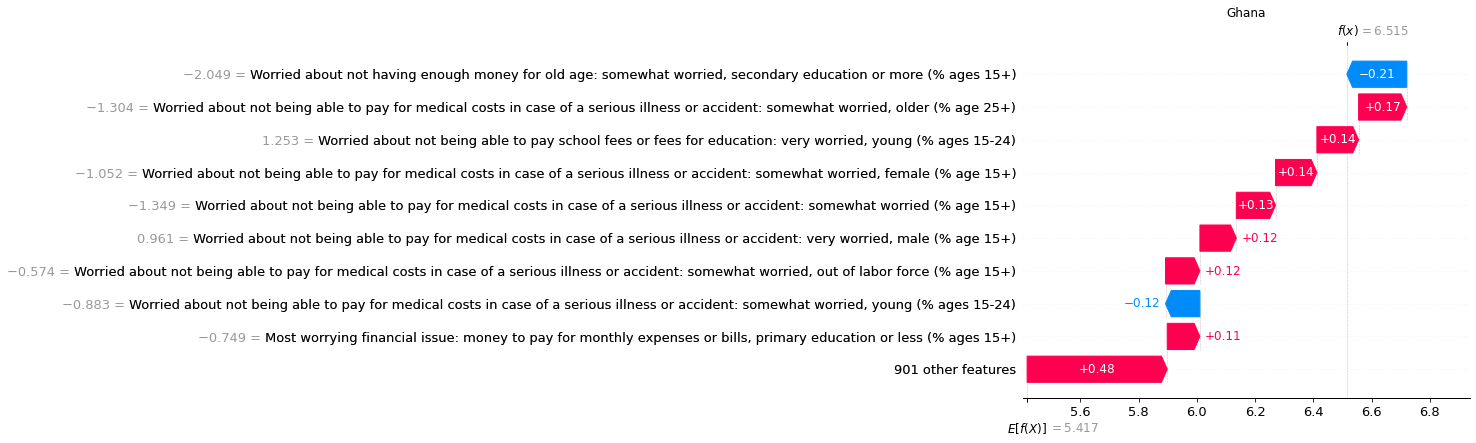 Ghana
f(x) = 6.515
−2.049 = Worried about not having enough money for old age: somewhat worried, secondary education or more (% ages 15+)
−0.21
−1.304 = Worried about not being able to pay for medical costs in case of a serious illness or accident: somewhat worried, older (% age 25+)
+0.17
1.253 = Worried about not being able to pay school fees or fees for education: very worried, young (% ages 15-24)
+0.14
−1.052 = Worried about not being able to pay for medical costs in case of a serious illness or accident: somewhat worried, female (% age 15+)
+0.14
−1.349 = Worried about not being able to pay for medical costs in case of a serious illness or accident: somewhat worried (% age 15+)
+0.13
0.961 = Worried about not being able to pay for medical costs in case of a serious illness or accident: very worried, male (% age 15+)
+0.12
−0.574 = Worried about not being able to pay for medical costs in case of a serious illness or accident: somewhat worried, out of labor force (% age 15+)
+0.12
−0.883 = Worried about not being able to pay for medical costs in case of a serious illness or accident: somewhat worried, young (% ages 15-24)
−0.12
−0.749 = Most worrying financial issue: money to pay for monthly expenses or bills, primary education or less (% ages 15+)
+0.11
901 other features
+0.48
5.6 5.8 6.0 6.2 6.4 6.6 6.8
E[f(X)] = 5.417